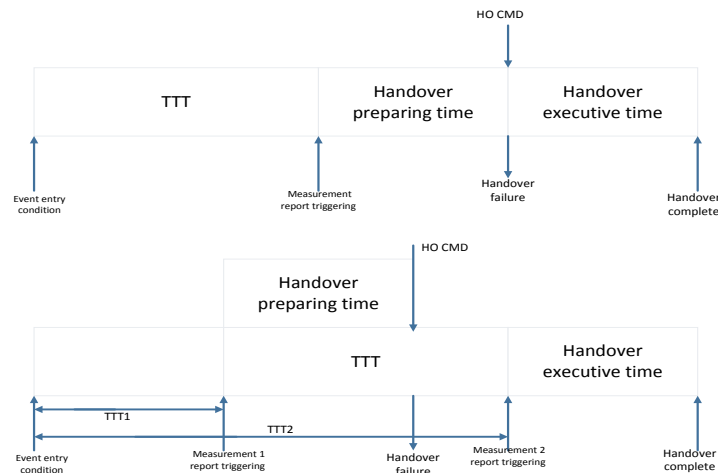 HO CMD
TTT
Handover
preparing time
Handover
executive time
Event entry
condition
Measurement
report triggering
Handover
failure
Handover
complete
HO CMD
Handover
preparing time
TTT
Handover
executive time
TTT1
TTT2
Event entry
condition
Measurement 1
report triggering
Handover
failure
Measurement 2
report triggering
Handover
complete